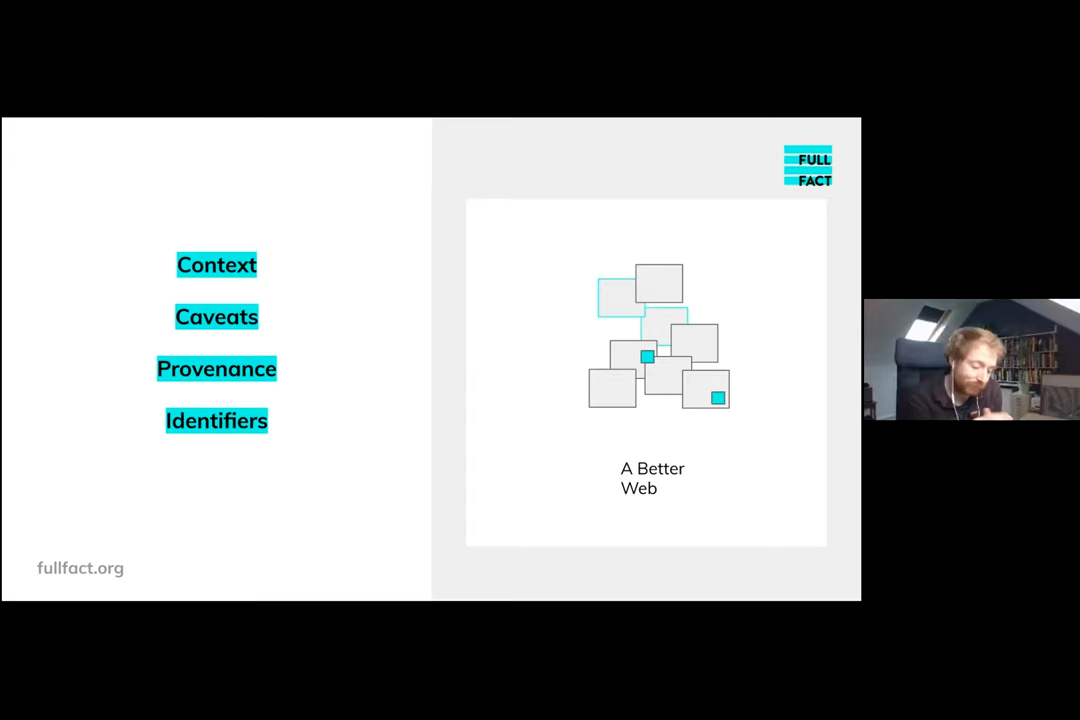 Context
Caveats
Provenance
Identifiers
fullfact.org
FULL
FACT
A Better
Web